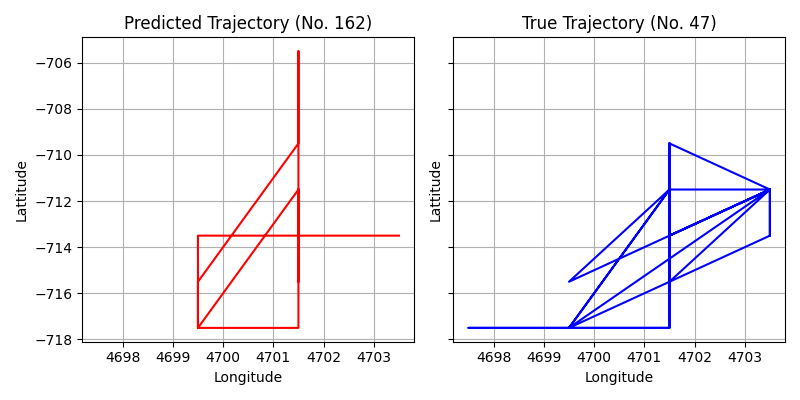 Predicted Trajectory (No. 162)
True Trajectory (No. 47)
Lattitude
−706
−708
−710
−712
−714
−716
−718
4698 4699 4700 4701 4702 4703
Longitude
Lattitude
4698 4699 4700 4701 4702 4703
Longitude